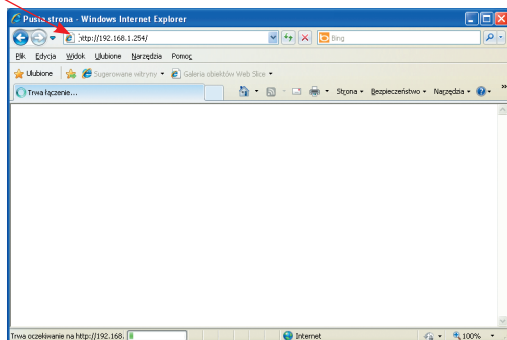 Pusta strona - Windows Internet Explorer
http://192.168.1.254/
Bing
Plik Edycja Widok Ulubione Narzędzia Pomoc
Ulubione Sugerowane witryny Galeria obiektów Web Slice
Trwa łączenie... Strona Bezpieczeństwo Narzędzia
Trwa oczekiwanie na http://192.168. Internet 100%